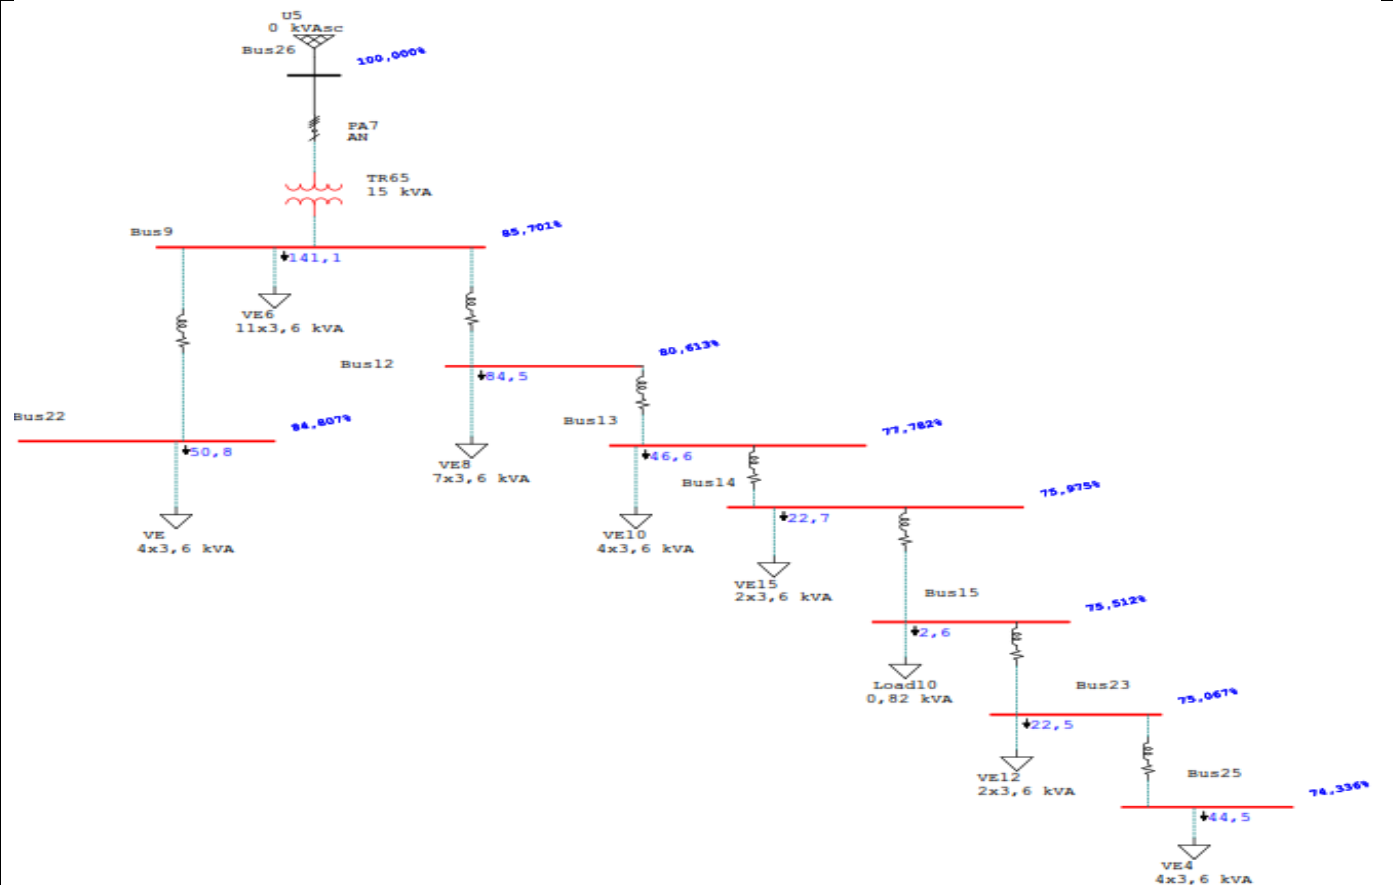 U5
0 kVAsc
Bus26
100,000%
PA7
AN
TR65
15 kVA
Bus9
85,701%
141,1
VE6
11x3,6 kVA
Bus12
80,613%
84,5
Bus22
84,807%
50,8
VE
4x3,6 kVA
VE8
7x3,6 kVA
Bus13
77,782%
46,6
VE10
4x3,6 kVA
Bus14
75,975%
22,7
VE15
2x3,6 kVA
Bus15
75,512%
2,6
Load10
0,82 kVA
Bus23
75,067%
22,5
VE12
2x3,6 kVA
Bus25
74,336%
44,5
VE4
4x3,6 kVA